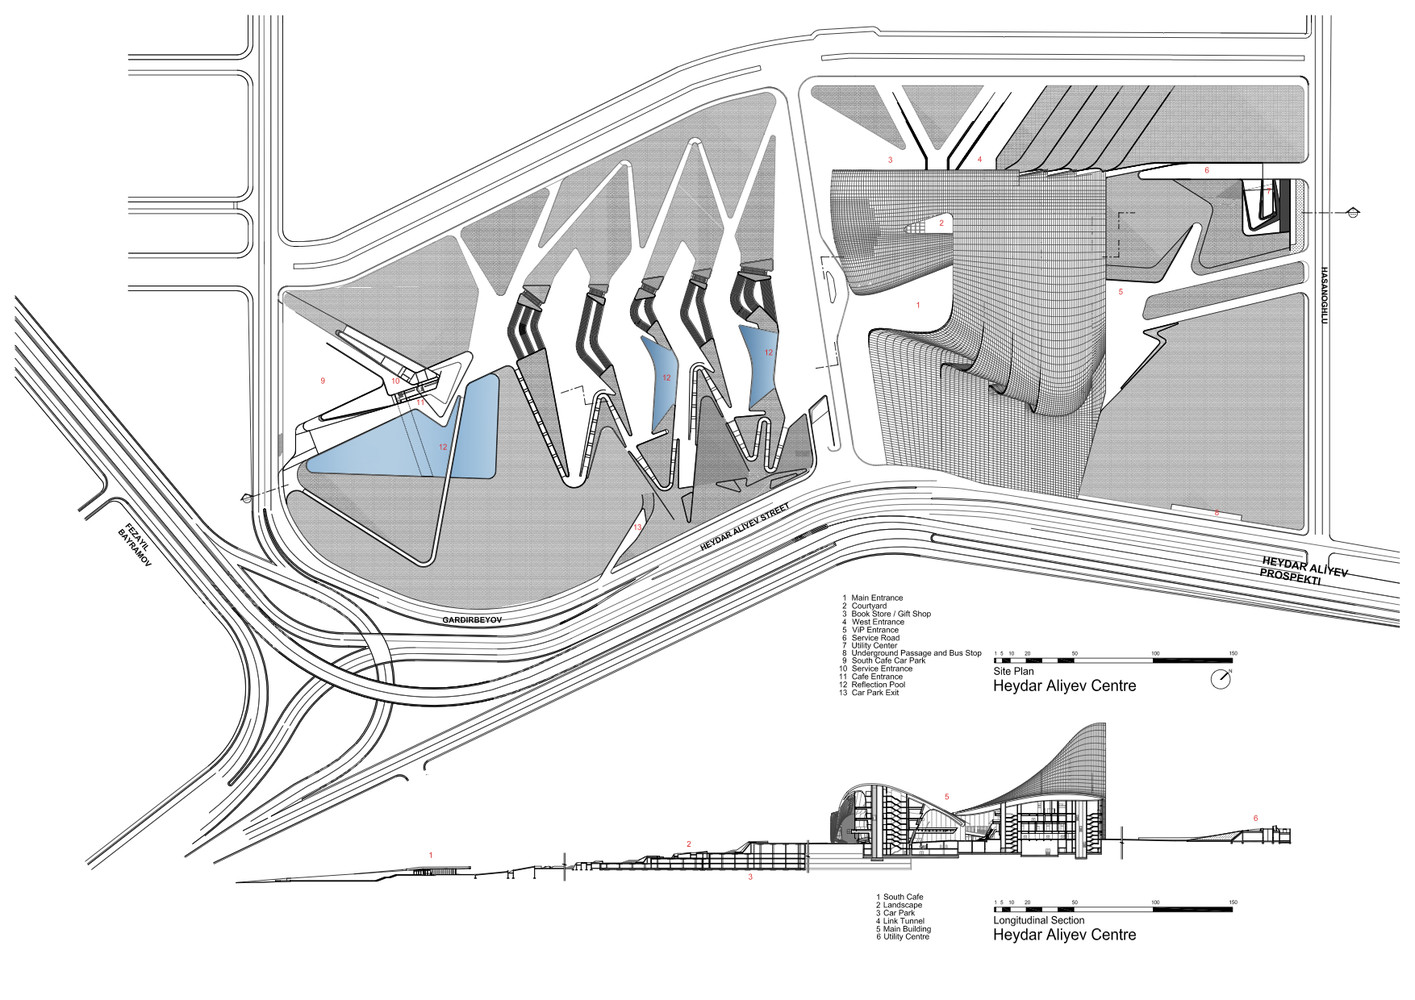 3
4
6
7
2
HASANOGHLU
5
1
12
12
9
10
11
12
8
13
HEYDAR ALIYEV STREET
FEZAYIL
BAYRAMOV
HEYDAR ALİYEV
PROSPEKTI
GARDIRBEYOV
1 Main Entrance
2 Courtyard
3 Book Store / Gift Shop
4 West Entrance
5 ViP Entrance
6 Service Road
7 Utility Center
8 Underground Passage and Bus Stop
9 South Cafe Car Park
10 Service Entrance
11 Cafe Entrance
12 Reflection Pool
13 Car Park Exit
1 5 10 20 50 100 150
Site Plan
Heydar Aliyev Centre
N
5
6
2
1
3
1 South Cafe
2 Landscape
3 Car Park
4 Link Tunnel
5 Main Building
6 Utility Centre
1 5 10 20 50 100 150
Longitudinal Section
Heydar Aliyev Centre